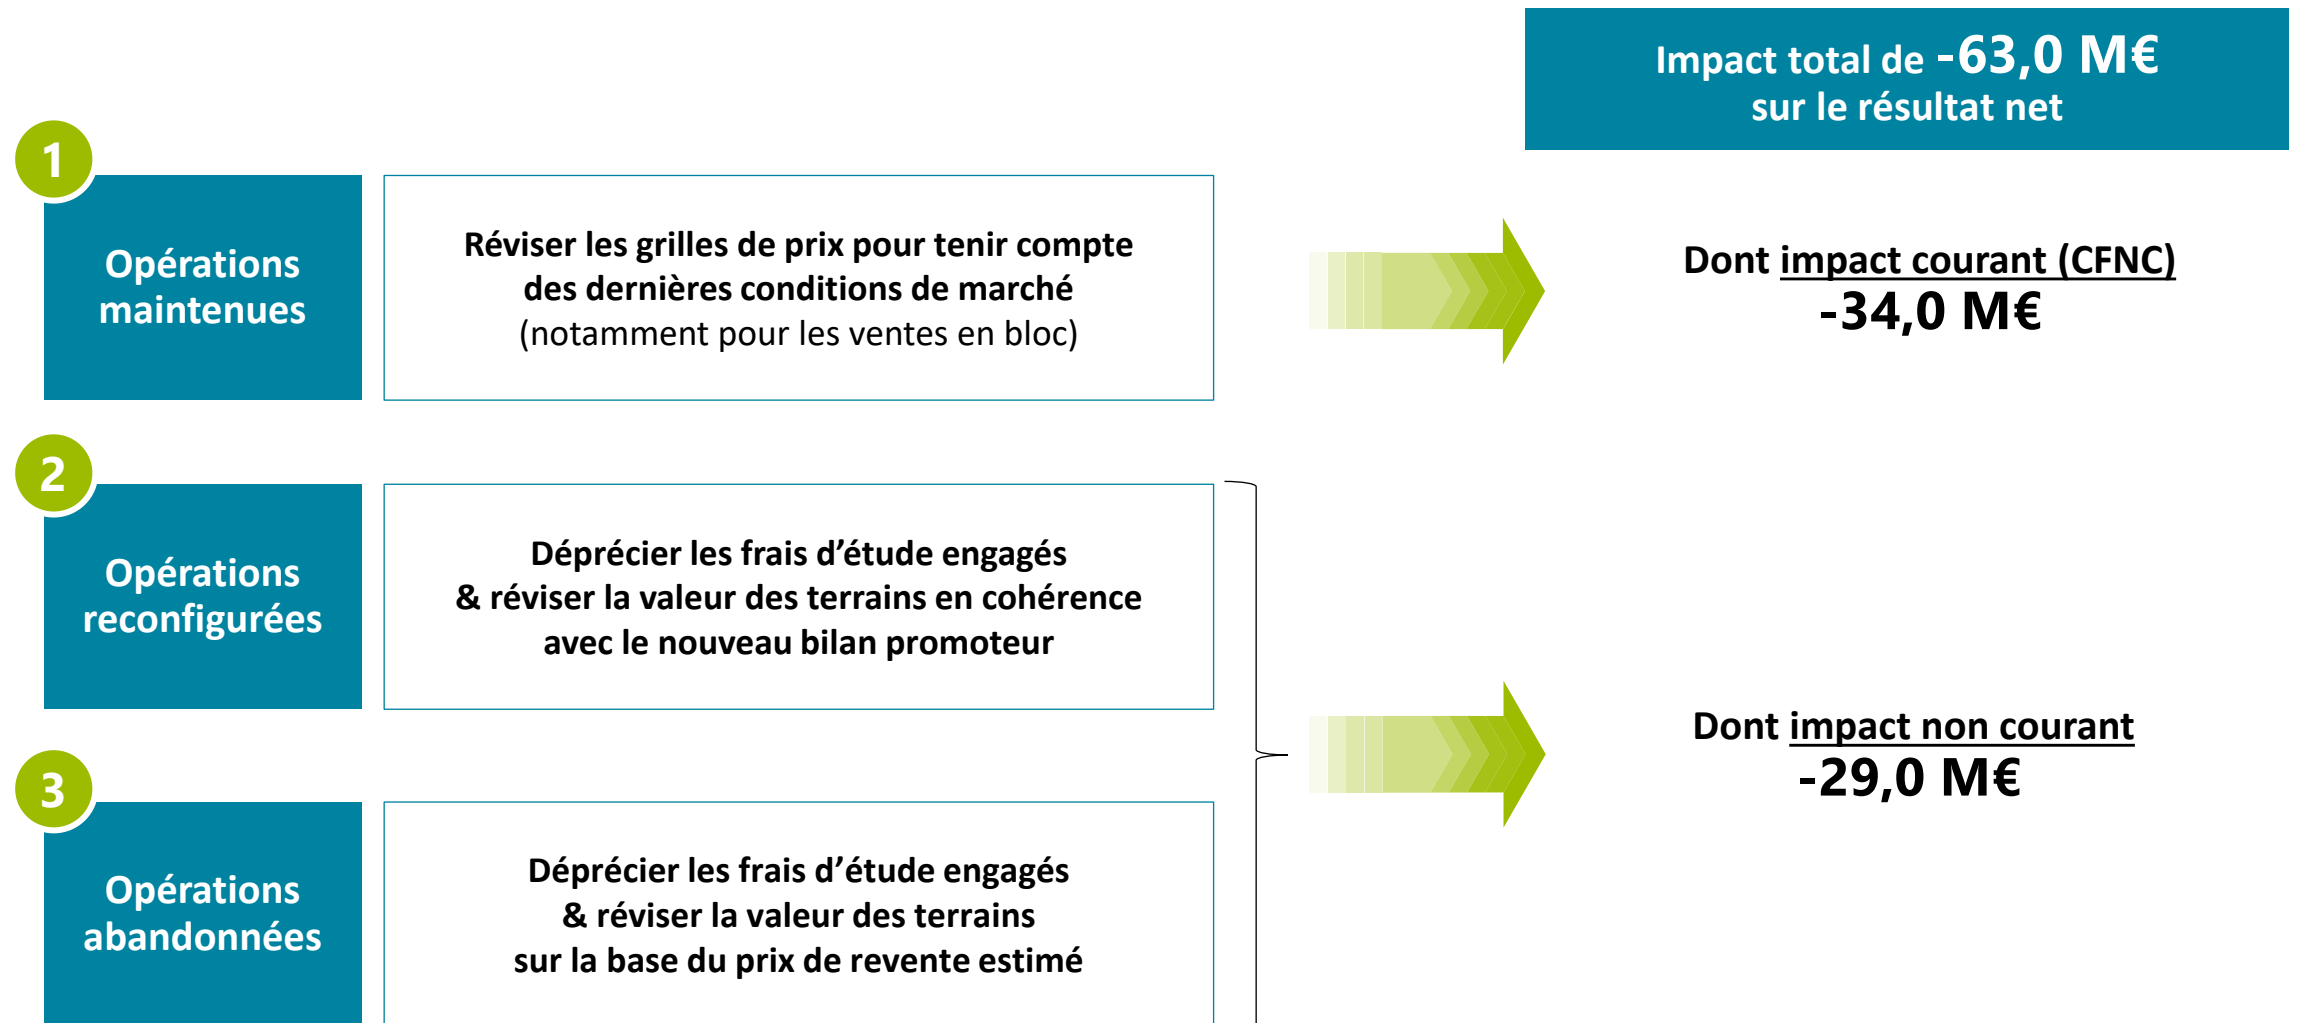 Impact total de -63,0 M€
sur le résultat net
1
Opérations
maintenues
Réviser les grilles de prix pour tenir compte
des dernières conditions de marché
(notamment pour les ventes en bloc)
Dont impact courant (CFNC)
-34,0 M€
2
Opérations
reconfigurées
Déprécier les frais d’étude engagés
& réviser la valeur des terrains en cohérence
avec le nouveau bilan promoteur
Dont impact non courant
-29,0 M€
3
Opérations
abandonnées
Déprécier les frais d’étude engagés
& réviser la valeur des terrains
sur la base du prix de revente estimé